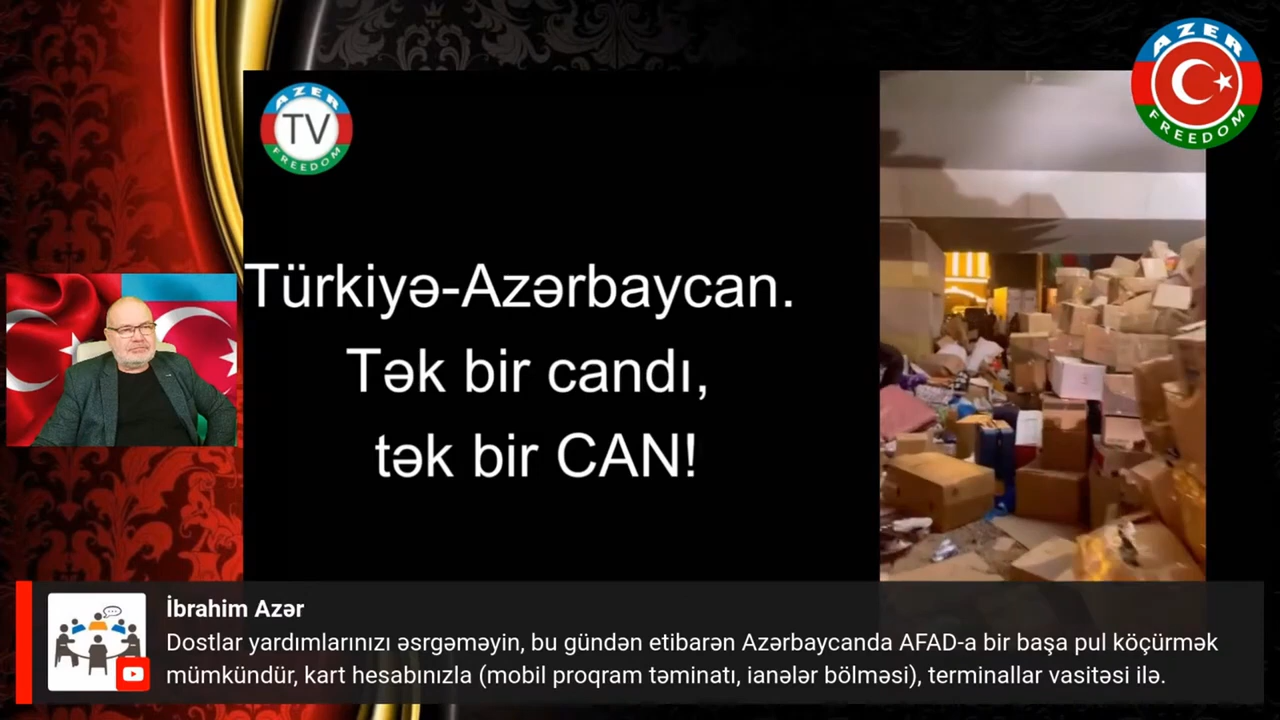 AZER
TV
FREEDOM
AZER
FREEDOM
Türkiyə-Azərbaycan.
Tək bir candı,
tək bir CAN!
İbrahim Azər
Dostlar yardımlarınızı əsrgəməyin, bu gündən etibarən Azərbaycanda AFAD-a bir başa pul köçürmək
mümkündür, kart hesabınızla (mobil proqram təminatı, ianələr bölməsi), terminallar vasitəsi ilə.